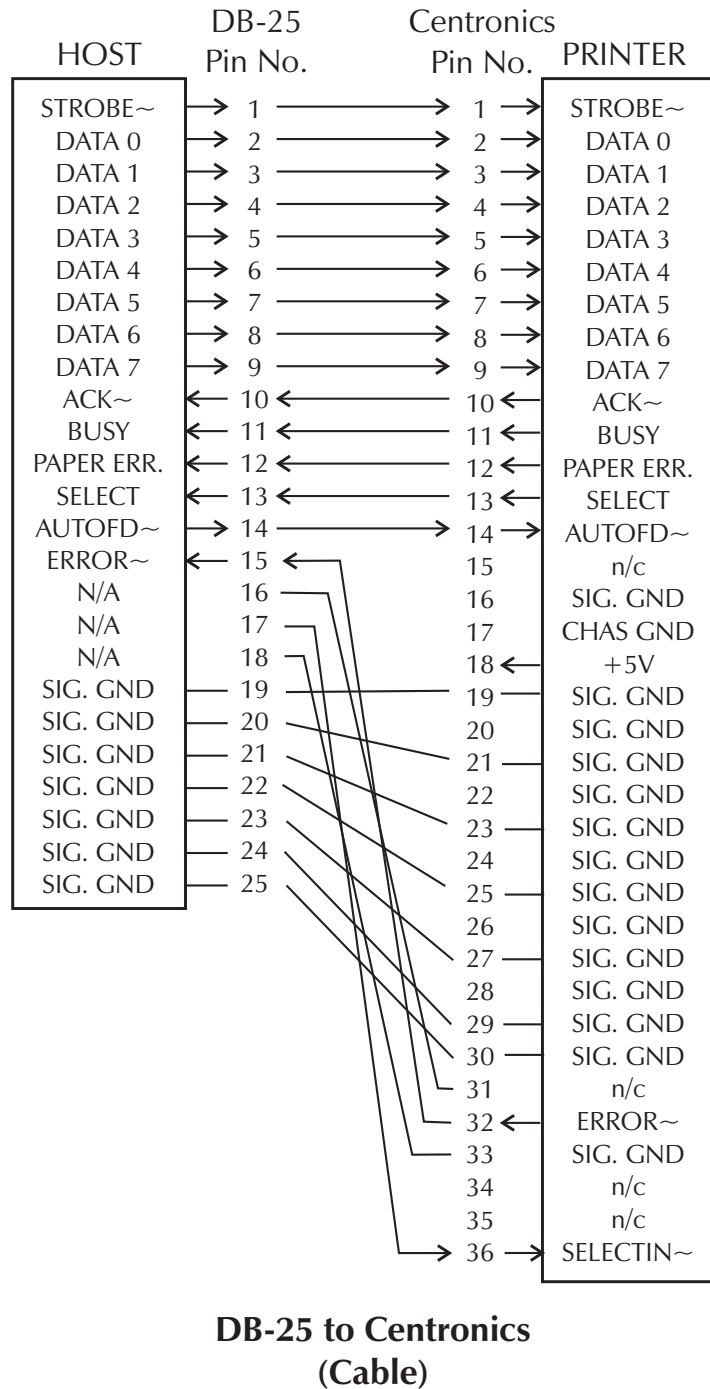 DB-25 Centronics
HOST Pin No. Pin No. PRINTER
STROBE~ 1 1 STROBE~
DATA 0 2 2 DATA 0
DATA 1 3 3 DATA 1
DATA 2 4 4 DATA 2
DATA 3 5 5 DATA 3
DATA 4 6 6 DATA 4
DATA 5 7 7 DATA 5
DATA 6 8 8 DATA 6
DATA 7 9 9 DATA 7
ACK~ 10 10 ACK~
BUSY 11 11 BUSY
PAPER ERR. 12 12 PAPER ERR.
SELECT 13 13 SELECT
AUTOFD~ 14 14 AUTOFD~
ERROR~ 15 15 n/c
N/A 16 16 SIG. GND
N/A 17 17 CHAS GND
N/A 18 18 +5V
SIG. GND 19 19 SIG. GND
SIG. GND 20 20 SIG. GND
SIG. GND 21 21 SIG. GND
SIG. GND 22 22 SIG. GND
SIG. GND 23 23 SIG. GND
SIG. GND 24 24 SIG. GND
SIG. GND 25 25 SIG. GND
26 SIG. GND
27 SIG. GND
28 SIG. GND
29 SIG. GND
30 SIG. GND
31 n/c
32 ERROR~
33 SIG. GND
34 n/c
35 n/c
36 SELECTIN~
DB-25 to Centronics
(Cable)